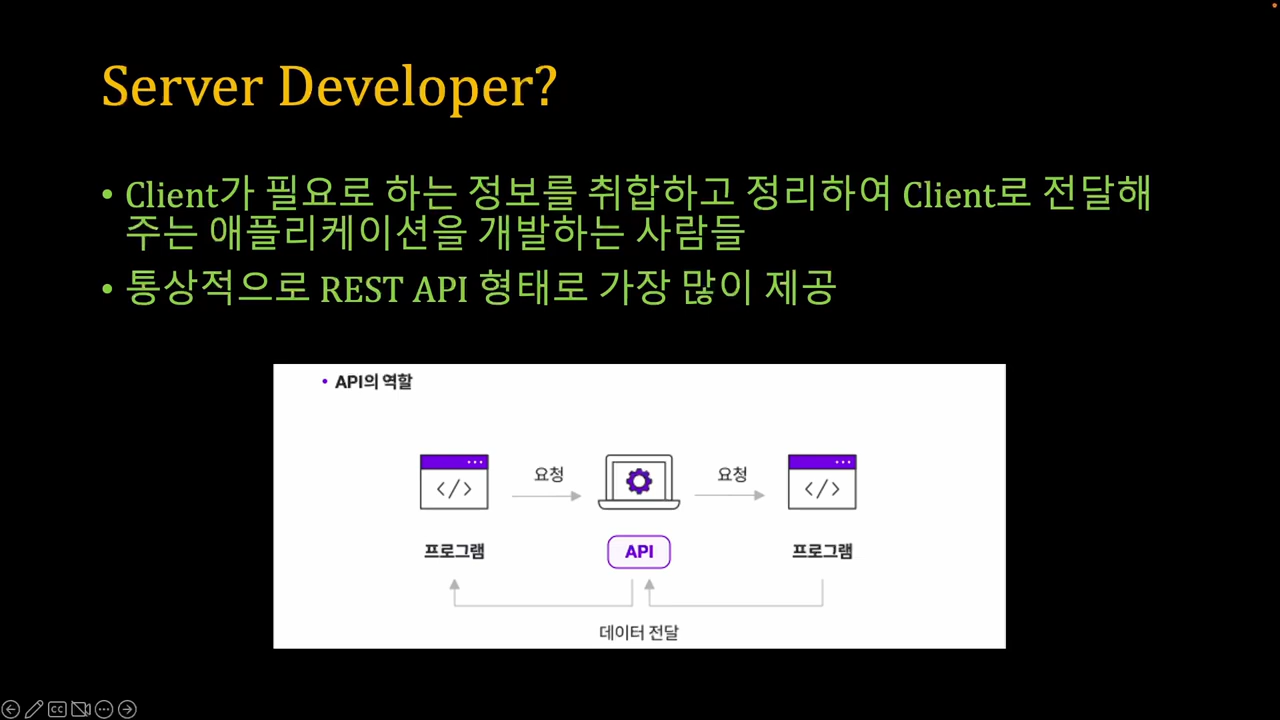 Server Developer?
• Client가 필요로 하는 정보를 취합하고 정리하여 Client로 전달해
주는 애플리케이션을 개발하는 사람들
• 통상적으로 REST API 형태로 가장 많이 제공
• API의 역할
요청
요청
</>
</>
프로그램
API
프로그램
데이터 전달
CC